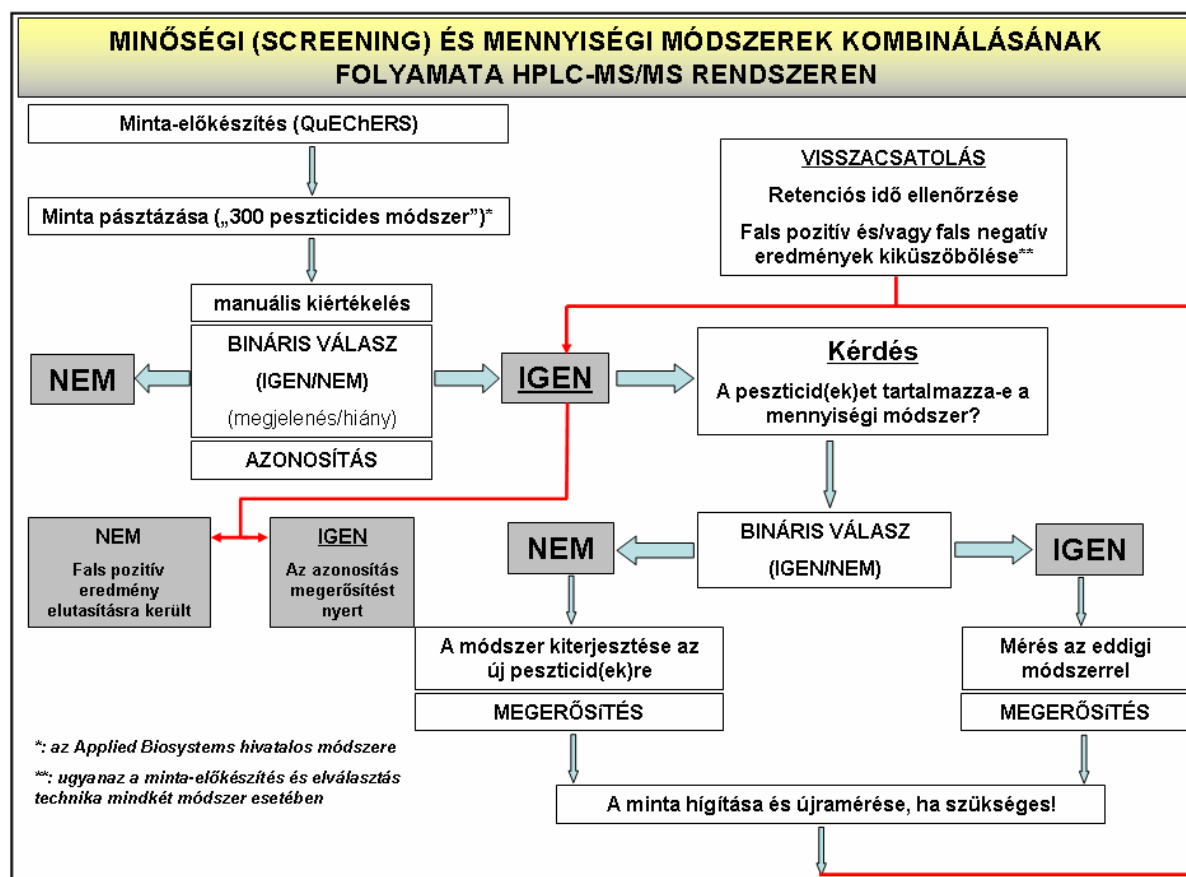 MINŐSÉGI (SCREENING) ÉS MENNYISÉGI MÓDSZEREK KOMBINÁLÁSÁNAK
FOLYAMATA HPLC-MS/MS RENDSZEREN
Minta-előkészítés (QuEChERS)
Minta pásztázása („300 peszticides módszer”)*
manuális kiértékelés
BINÁRIS VÁLASZ
(IGEN/NEM)
(megjelenés/hiány)
AZONOSÍTÁS
NEM
IGEN
VISSZACSATOLÁS
Retenciós idő ellenőrzése
Fals pozitív és/vagy fals negatív
eredmények kiküszöbölése**
Kérdés
A peszticid(ek)et tartalmazza-e a
mennyiségi módszer?
NEM
Fals pozitív
eredmény
elutasításra került
IGEN
Az azonosítás
megerősítést
nyert
NEM
BINÁRIS VÁLASZ
(IGEN/NEM)
IGEN
A módszer kiterjesztése az
új peszticid(ek)re
MEGERŐSíTÉS
Mérés az eddigi
módszerrel
MEGERŐSíTÉS
A minta hígítása és újramérése, ha szükséges!
*: az Applied Biosystems hivatalos módszere
**: ugyanaz a minta-előkészítés és elválasztás
technika mindkét módszer esetében